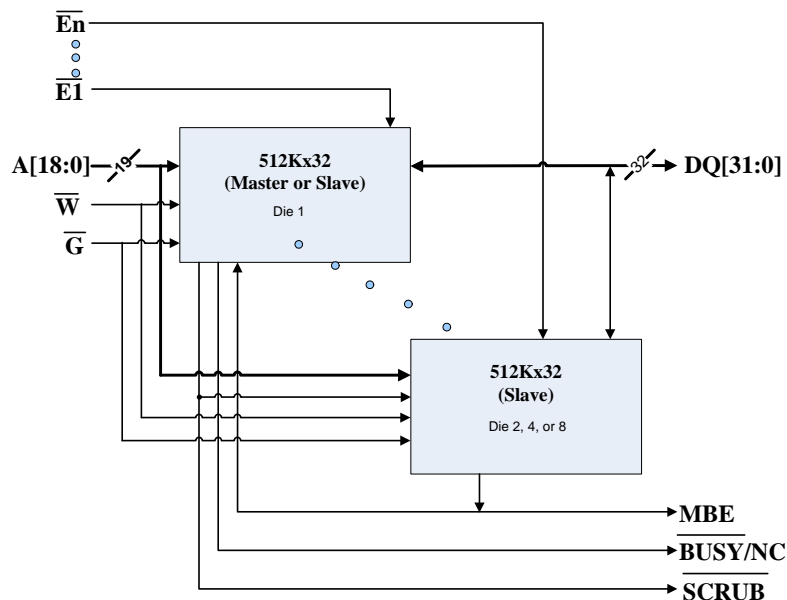 En
E1
A[18:0]
19
512Kx32
(Master or Slave)
Die 1
32
DQ[31:0]
W
G
512Kx32
(Slave)
Die 2, 4, or 8
MBE
BUSY/NC
SCRUB